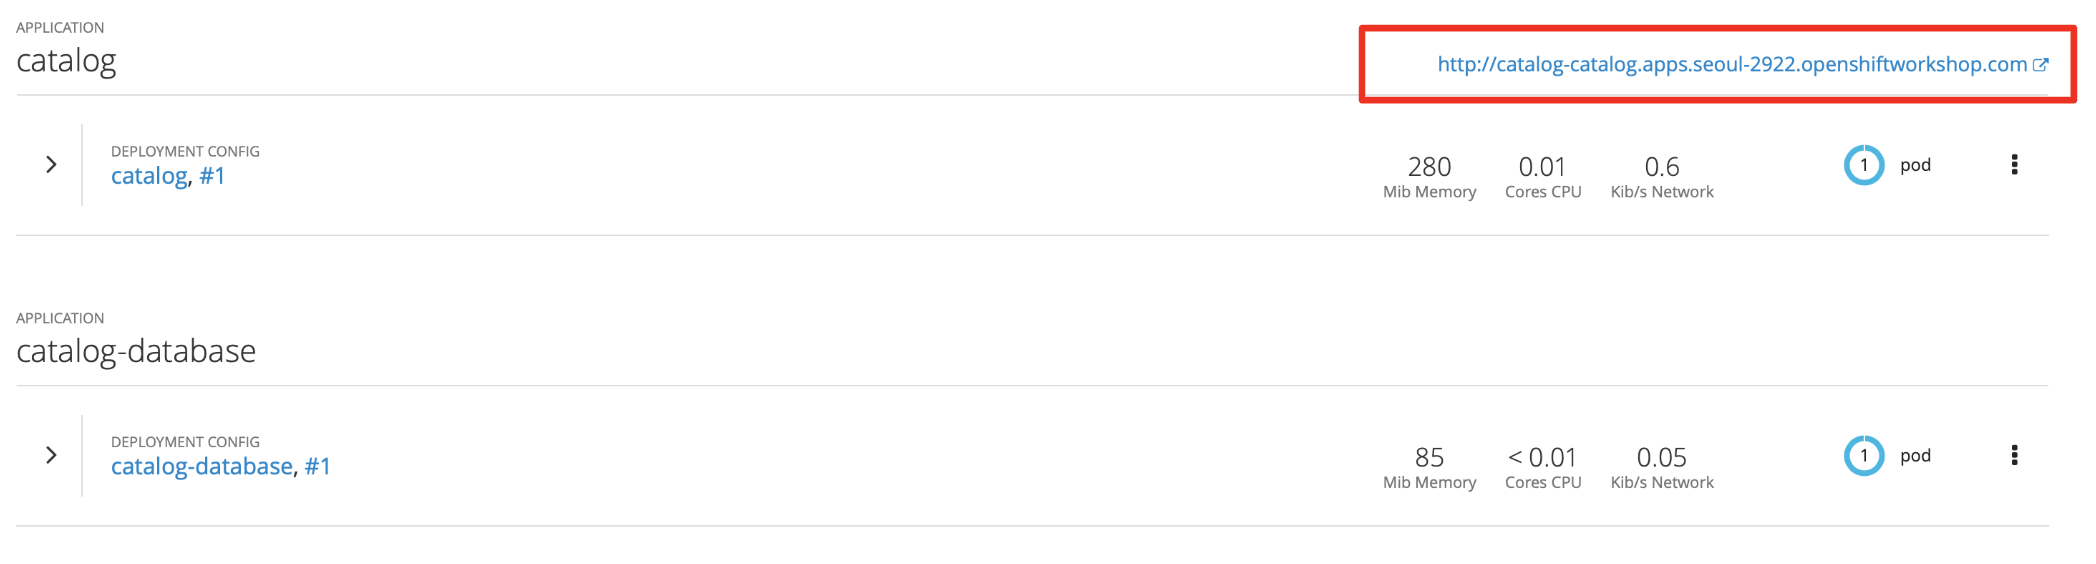 APPLICATION
catalog
http://catalog-catalog.apps.seoul-2922.openshiftworkshop.com
DEPLOYMENT CONFIG
catalog, #1
280
Mib Memory
0.01
Cores CPU
0.6
Kib/s Network
1
pod
APPLICATION
catalog-database
DEPLOYMENT CONFIG
catalog-database, #1
85
Mib Memory
< 0.01
Cores CPU
0.05
Kib/s Network
1
pod